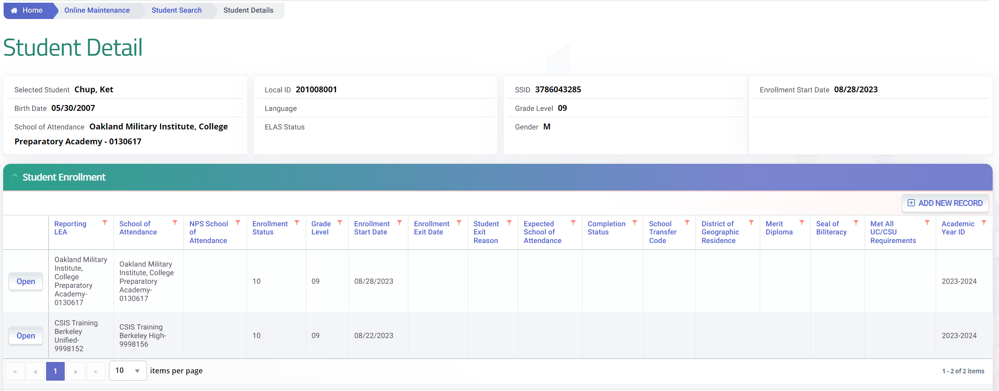 Home Online Maintenance Student Search Student Details
Student Detail
Selected Student Chup, Ket
Birth Date 05/30/2007
School of Attendance Oakland Military Institute, College
Preparatory Academy - 0130617
Local ID 201008001
Language
ELAS Status
SSID 3786043285
Grade Level 09
Gender M
Enrollment Start Date 08/28/2023
Student Enrollment
ADD NEW RECORD
Reporting
LEA
School of
Attendance
NPS School
of
Attendance
Enrollment
Status
Grade
Level
Enrollment
Start Date
Enrollment
Exit Date
Student
Exit
Reason
Expected
School of
Attendance
Completion
Status
School
Transfer
Code
District of
Geographic
Residence
Merit
Diploma
Seal of
Biliteracy
Met All
UC/CSU
Requirements
Academic
Year ID
Open
Oakland Military
Institute,
College
Preparatory
Academy-
0130617
Oakland Military
Institute, College
Preparatory
Academy-
0130617
10
09
08/28/2023
2023-2024
Open
CSIS Training
Berkeley
Unified-
9998152
CSIS Training
Berkeley High-
9998156
10
09
08/22/2023
2023-2024
1
10
items per page
1 - 2 of 2 items